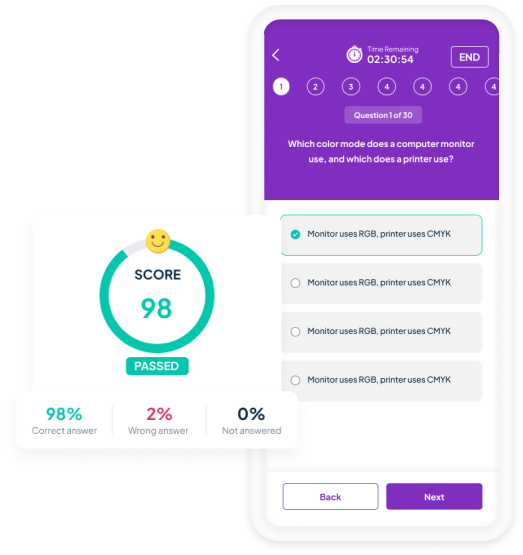 Time Remaining
02:30:54
END
1 2 3 4 4 4 4
Question 1 of 30
Which color mode does a computer monitor
use, and which does a printer use?
Monitor uses RGB, printer uses CMYK
Monitor uses RGB, printer uses CMYK
Monitor uses RGB, printer uses CMYK
Monitor uses RGB, printer uses CMYK
Back Next
SCORE
98
PASSED
98% 2% 0%
Correct answer Wrong answer Not answered